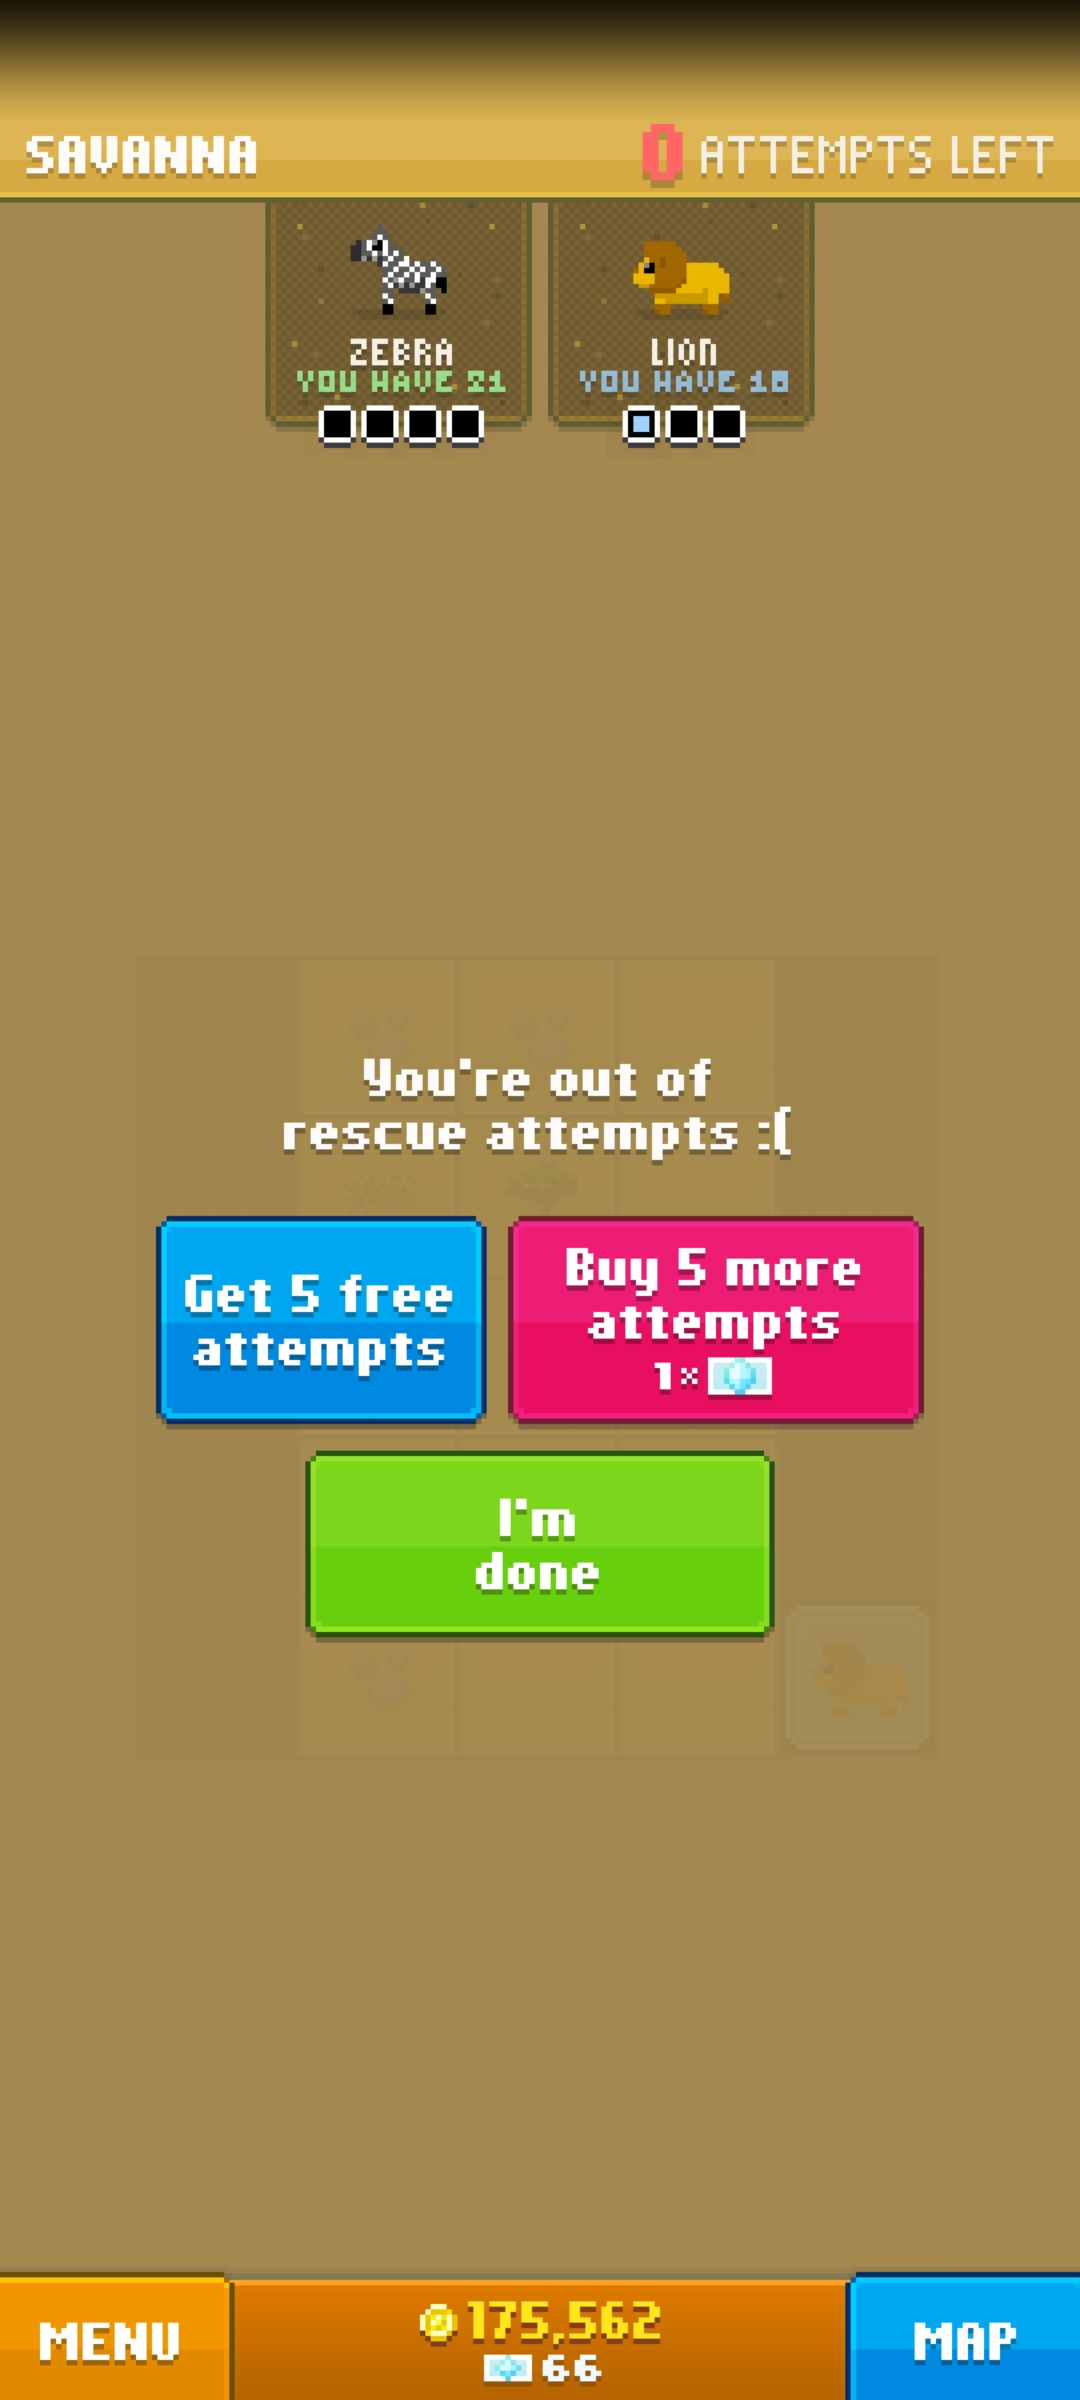 SAVANNA
0 ATTEMPTS LEFT
ZEBRA
YOU HAVE 21
LION
YOU HAVE 10
You're out of
rescue attempts :(
Get 5 free
attempts
Buy 5 more
attempts
1×
I'm
done
MENU
175,562
66
MAP